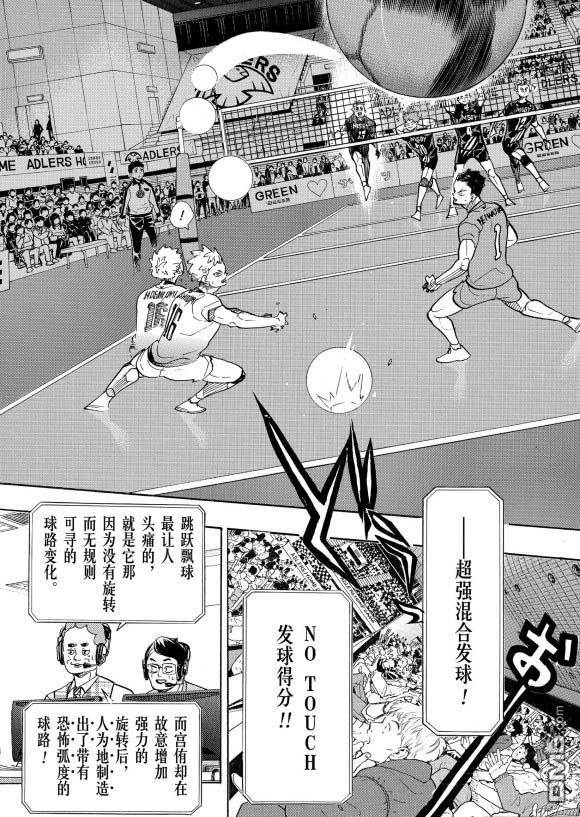 ADLERS
ME ADLERS HO
ADLERS
GREEN
GREEN
DLERS
MSBY
1
16
16
!
——超强混合发球！
NO TOUCH
发球得分!!
お
跳跃飘球
最让人
头痛的，
就是它那
因为没有旋转
而无规则
可寻的
球路变化。
而宫侑却在
故意增加
强力的
旋转后，
人为地制造
出了带有
恐怖弧度的
球路！